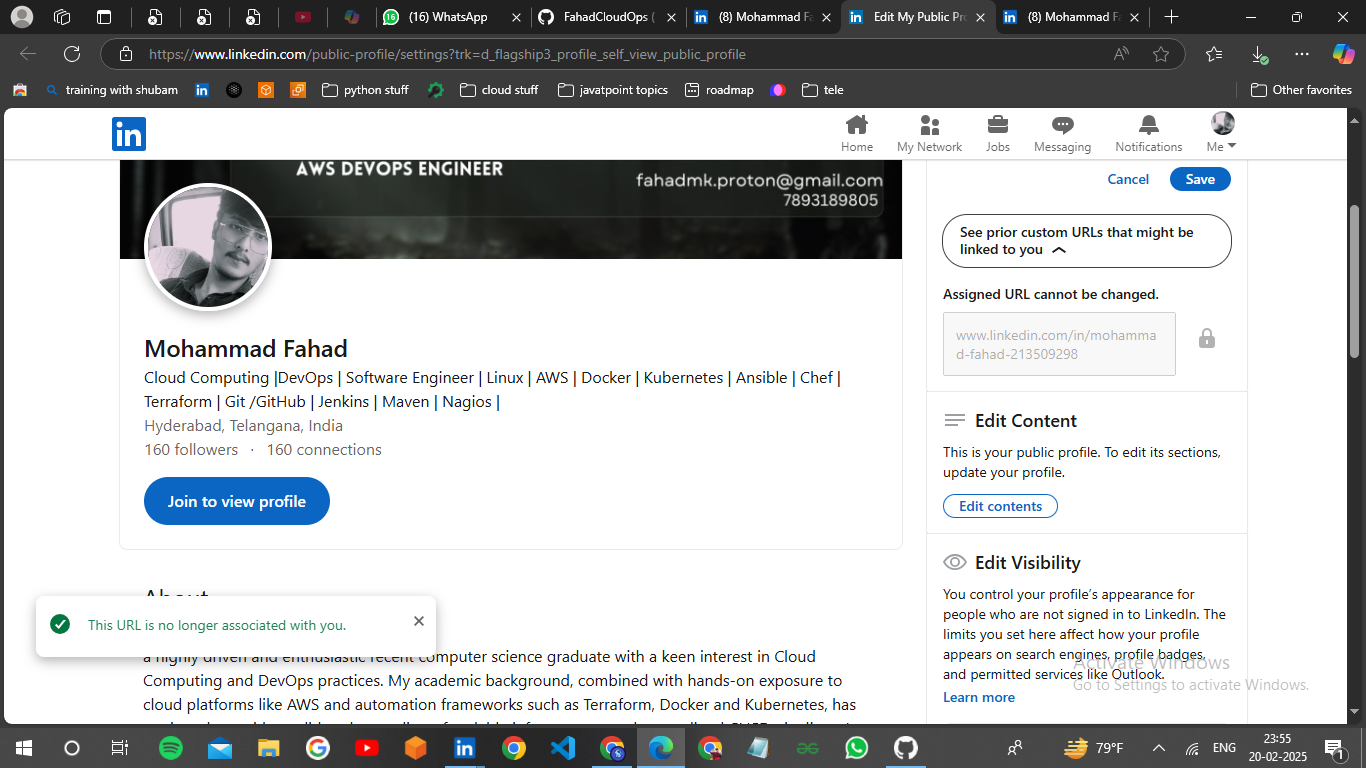 (16) WhatsApp
FahadCloudOps (
(8) Mohammad Fa
Edit My Public Pro
(8) Mohammad Fa
https://www.linkedin.com/public-profile/settings?trk=d_flagship3_profile_self_view_public_profile
training with shubam
python stuff
cloud stuff
javatpoint topics
roadmap
tele
Other favorites
in
Home
My Network
Jobs
Messaging
Notifications
Me
AWS DEVOPS ENGINEER
fahadmk.proton@gmail.com
7893189805
Mohammad Fahad
Cloud Computing |DevOps | Software Engineer | Linux | AWS | Docker | Kubernetes | Ansible | Chef |
Terraform | Git /GitHub | Jenkins | Maven | Nagios |
Hyderabad, Telangana, India
160 followers · 160 connections
Join to view profile
About
This URL is no longer associated with you.
a highly driven and enthusiastic recent computer science graduate with a keen interest in Cloud
Computing and DevOps practices. My academic background, combined with hands-on exposure to
cloud platforms like AWS and automation frameworks such as Terraform, Docker and Kubernetes, has
Cancel
Save
See prior custom URLs that might be
linked to you
Assigned URL cannot be changed.
www.linkedin.com/in/mohamma
d-fahad-213509298
Edit Content
This is your public profile. To edit its sections,
update your profile.
Edit contents
Edit Visibility
You control your profile's appearance for
people who are not signed in to LinkedIn. The
limits you set here affect how your profile
appears on search engines, profile badges,
and permitted services like Outlook.
Learn more
Activate Windows
Go to Settings to activate Windows.
79°F
ENG
23:55
20-02-2025
1